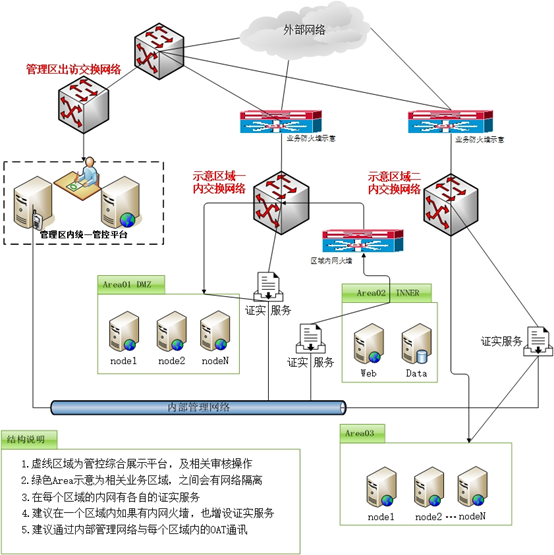 外部网络
管理区出访交换网络
业务防火墙示意
业务防火墙示意
示意区域一
内交换网络
示意区域二
内交换网络
管理区内统一管控平台
区域内网火墙
Area01 DMZ
node1
node2
nodeN
证实服务
Area02 INNER
Web
Data
证实服务
证实服务
内部管理网络
Area03
node1
node2
···nodeN
结构说明
1.虚线区域为管控综合展示平台，及相关审核操作
2.绿色Area示意为相关业务区域，之间会有网络隔离
3.在每个区域的内网有各自的证实服务
4.建议在一个区域内如果有内网火墙，也增设证实服务
5.建议通过内部管理网络与每个区域内的OAT通讯